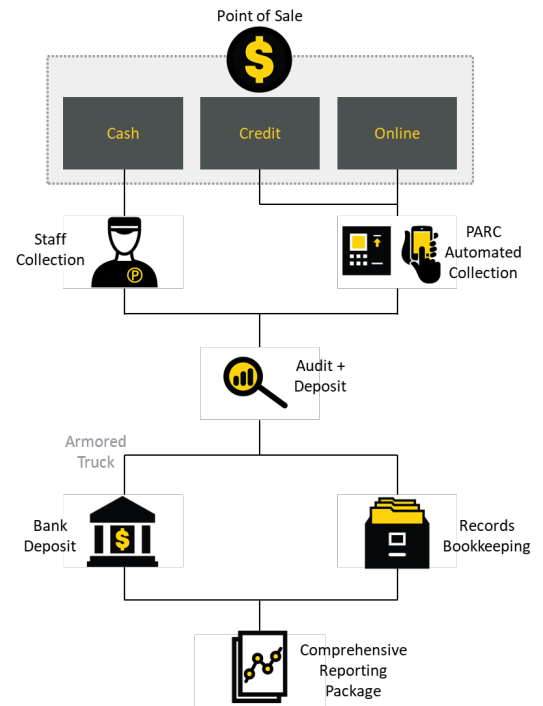 Point of Sale
$
Cash
Credit
Online
Staff
Collection
P
PARC
Automated
Collection
Audit +
Deposit
Armored
Truck
Bank
Deposit
$
Records
Bookkeeping
Comprehensive
Reporting
Package